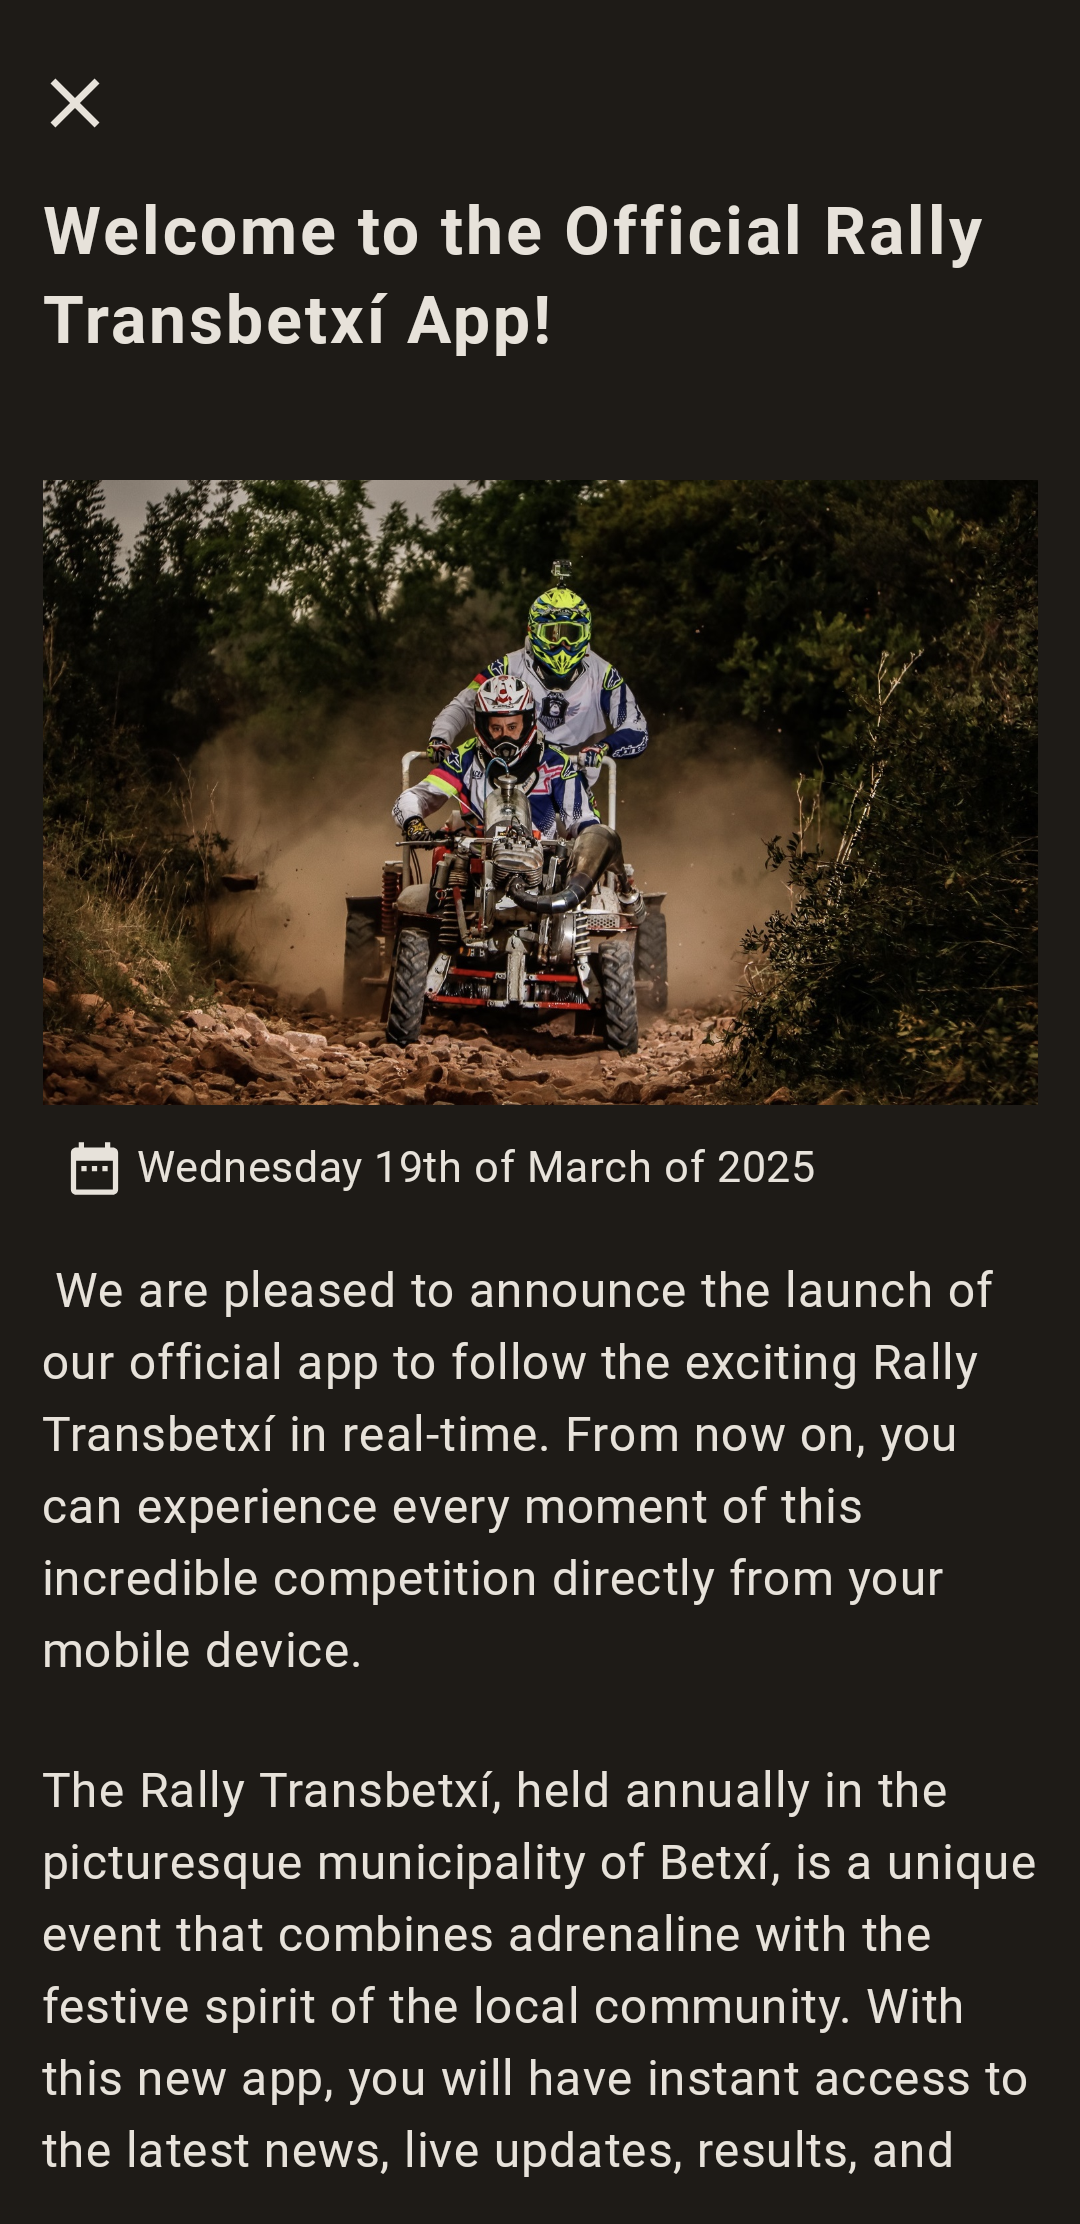 Welcome to the Official Rally
Transbetxí App!
Wednesday 19th of March of 2025
We are pleased to announce the launch of
our official app to follow the exciting Rally
Transbetxí in real-time. From now on, you
can experience every moment of this
incredible competition directly from your
mobile device.
The Rally Transbetxí, held annually in the
picturesque municipality of Betxí, is a unique
event that combines adrenaline with the
festive spirit of the local community. With
this new app, you will have instant access to
the latest news, live updates, results, and